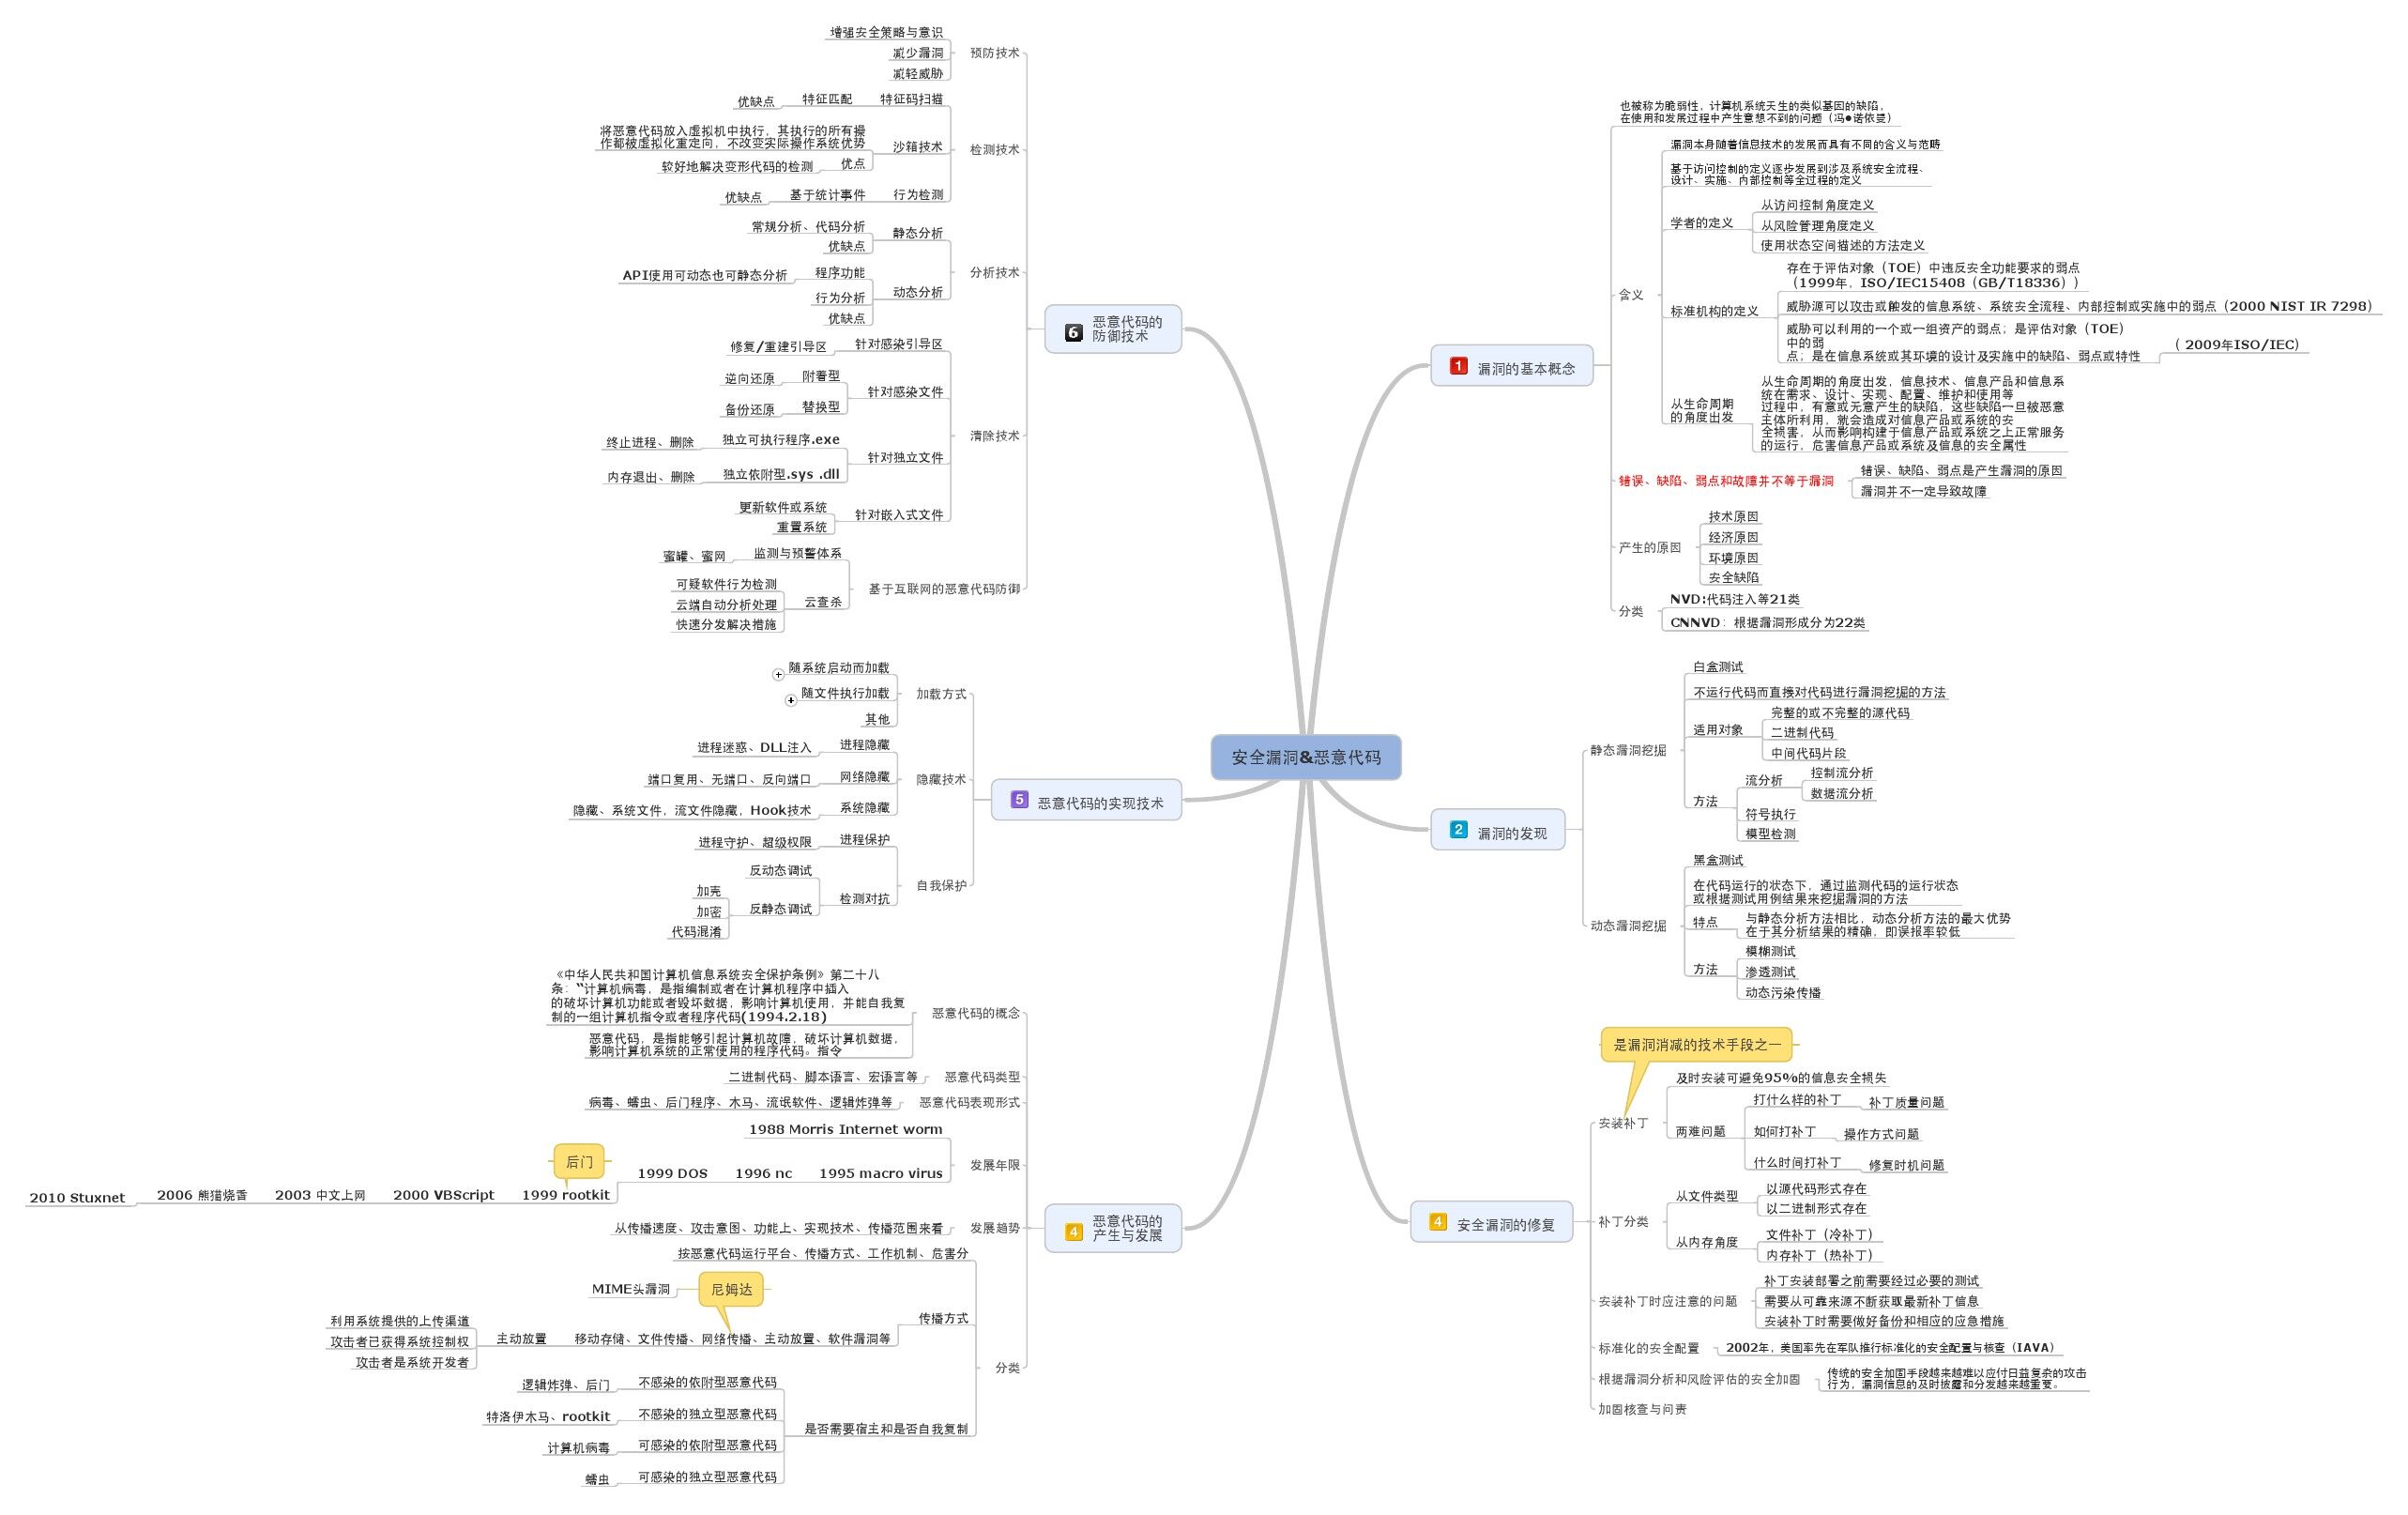 安全漏洞&恶意代码
1 漏洞的基本概念
也被称为脆弱性，计算机系统天生的类似基因的缺陷，
在使用和发展过程中产生意想不到的问题（冯●诺依曼）
含义
漏洞本身随着信息技术的发展而具有不同的含义与范畴
基于访问控制的定义逐步发展到涉及系统安全流程、
设计、实施、内部控制等全过程的定义
学者的定义
从访问控制角度定义
从风险管理角度定义
使用状态空间描述的方法定义
标准机构的定义
存在于评估对象（TOE）中违反安全功能要求的弱点
（1999年，ISO/IEC15408（GB/T18336））
威胁源可以攻击或触发的信息系统、系统安全流程、内部控制或实施中的弱点（2000 NIST IR 7298）
威胁可以利用的一个或一组资产的弱点；是评估对象（TOE）
中的弱
点；是在信息系统或其环境的设计及实施中的缺陷、弱点或特性
（ 2009年ISO/IEC）
从生命周期
的角度出发
从生命周期的角度出发，信息技术、信息产品和信息系
统在需求、设计、实现、配置、维护和使用等
过程中，有意或无意产生的缺陷，这些缺陷一旦被恶意
主体所利用，就会造成对信息产品或系统的安
全损害，从而影响构建于信息产品或系统之上正常服务
的运行，危害信息产品或系统及信息的安全属性
错误、缺陷、弱点和故障并不等于漏洞
错误、缺陷、弱点是产生漏洞的原因
漏洞并不一定导致故障
产生的原因
技术原因
经济原因
环境原因
安全缺陷
分类
NVD:代码注入等21类
CNNVD：根据漏洞形成分为22类
2 漏洞的发现
静态漏洞挖掘
白盒测试
不运行代码而直接对代码进行漏洞挖掘的方法
适用对象
完整的或不完整的源代码
二进制代码
中间代码片段
方法
流分析
控制流分析
数据流分析
符号执行
模型检测
动态漏洞挖掘
黑盒测试
在代码运行的状态下，通过监测代码的运行状态
或根据测试用例结果来挖掘漏洞的方法
特点
与静态分析方法相比，动态分析方法的最大优势
在于其分析结果的精确，即误报率较低
方法
模糊测试
渗透测试
动态污染传播
4 安全漏洞的修复
是漏洞消减的技术手段之一
安装补丁
及时安装可避免95%的信息安全损失
两难问题
打什么样的补丁
补丁质量问题
如何打补丁
操作方式问题
什么时间打补丁
修复时机问题
补丁分类
从文件类型
以源代码形式存在
以二进制形式存在
从内存角度
文件补丁（冷补丁）
内存补丁（热补丁）
安装补丁时应注意的问题
补丁安装部署之前需要经过必要的测试
需要从可靠来源不断获取最新补丁信息
安装补丁时需要做好备份和相应的应急措施
标准化的安全配置
2002年，美国率先在军队推行标准化的安全配置与核查（IAVA）
根据漏洞分析和风险评估的安全加固
传统的安全加固手段越来越难以应付日益复杂的攻击
行为，漏洞信息的及时披露和分发越来越重要。
加固核查与问责
6 恶意代码的
防御技术
预防技术
增强安全策略与意识
减少漏洞
减轻威胁
检测技术
特征码扫描
特征匹配
优缺点
沙箱技术
将恶意代码放入虚拟机中执行，其执行的所有操
作都被虚拟化重定向，不改变实际操作系统优势
优点
较好地解决变形代码的检测
行为检测
基于统计事件
优缺点
分析技术
静态分析
常规分析、代码分析
优缺点
动态分析
程序功能
API使用可动态也可静态分析
行为分析
优缺点
清除技术
针对感染引导区
修复/重建引导区
针对感染文件
附着型
逆向还原
替换型
备份还原
针对独立文件
独立可执行程序.exe
终止进程、删除
独立依附型.sys .dll
内存退出、删除
针对嵌入式文件
更新软件或系统
重置系统
基于互联网的恶意代码防御
监测与预警体系
蜜罐、蜜网
云查杀
可疑软件行为检测
云端自动分析处理
快速分发解决措施
5 恶意代码的实现技术
加载方式
随系统启动而加载
随文件执行加载
其他
隐藏技术
进程隐藏
进程迷惑、DLL注入
网络隐藏
端口复用、无端口、反向端口
系统隐藏
隐藏、系统文件，流文件隐藏，Hook技术
自我保护
进程保护
进程守护、超级权限
检测对抗
反动态调试
反静态调试
加壳
加密
代码混淆
4 恶意代码的
产生与发展
恶意代码的概念
《中华人民共和国计算机信息系统安全保护条例》第二十八
条：“计算机病毒，是指编制或者在计算机程序中插入
的破坏计算机功能或者毁坏数据，影响计算机使用，并能自我复
制的一组计算机指令或者程序代码(1994.2.18)
恶意代码，是指能够引起计算机故障，破坏计算机数据，
影响计算机系统的正常使用的程序代码。指令
恶意代码类型
二进制代码、脚本语言、宏语言等
恶意代码表现形式
病毒、蠕虫、后门程序、木马、流氓软件、逻辑炸弹等
发展年限
1988 Morris Internet worm
1995 macro virus
1996 nc
1999 DOS
后门
1999 rootkit
2000 VBScript
2003 中文上网
2006 熊猫烧香
2010 Stuxnet
发展趋势
从传播速度、攻击意图、功能上、实现技术、传播范围来看
分类
按恶意代码运行平台、传播方式、工作机制、危害分
传播方式
尼姆达
MIME头漏洞
移动存储、文件传播、网络传播、主动放置、软件漏洞等
主动放置
利用系统提供的上传渠道
攻击者已获得系统控制权
攻击者是系统开发者
是否需要宿主和是否自我复制
不感染的依附型恶意代码
逻辑炸弹、后门
不感染的独立型恶意代码
特洛伊木马、rootkit
可感染的依附型恶意代码
计算机病毒
可感染的独立型恶意代码
蠕虫